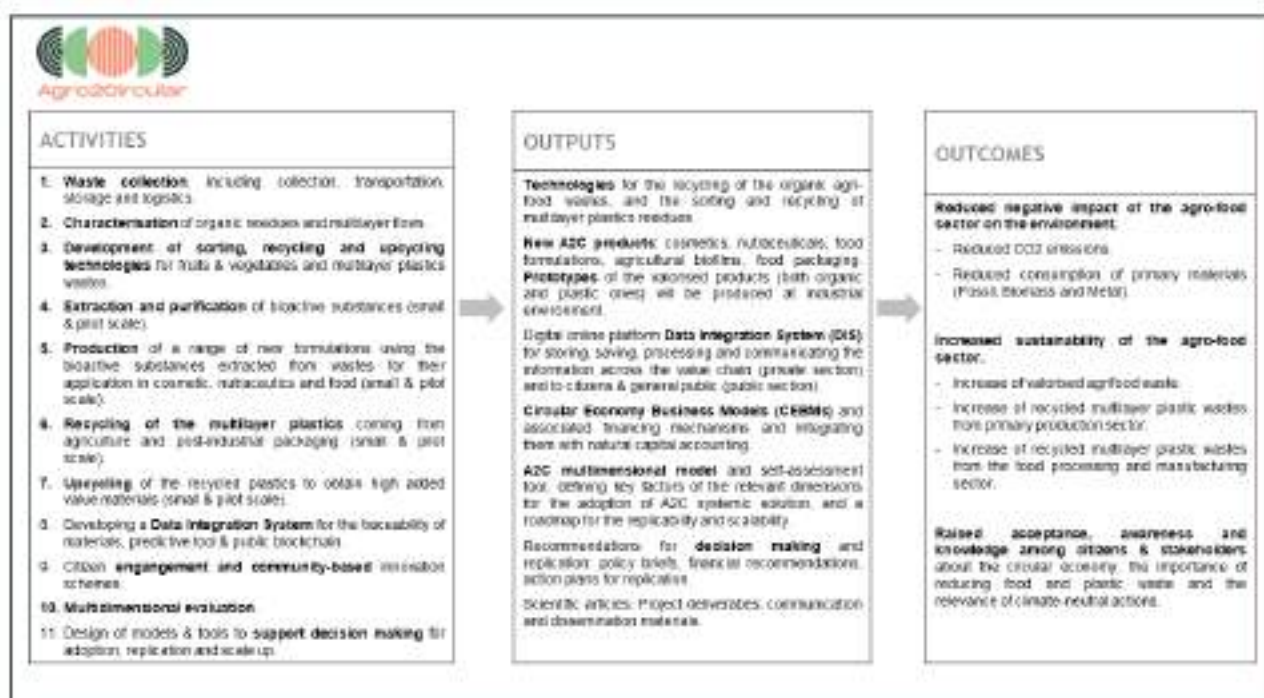 Agro2Circular
ACTIVITIES
1. Waste collection, including collection, transportation,
storage and logistics.
2. Characterisation of organic residues and multilayer flows
3. Development of sorting, recycling and upcycling
technologies for fruits & vegetables and multilayer plastics
wastes.
4. Extraction and purification of bioactive substances (small
& pilot scale).
5. Production of a range of new formulations using the
bioactive substances extracted from wastes for their
application in cosmetic, nutraceutics and food (small & pilot
scale).
6. Recycling of the multilayer plastics coming from
agriculture and post-industrial packaging (small & pilot
scale).
7. Upcycling of the recycled plastics to obtain high added
value materials (small & pilot scale).
8. Developing a Data Integration System for the traceability of
materials, predictive tool & public blockchain.
9. Citizen engangement and community-based innovation
schemes.
10. Multidimensional evaluation
11. Design of models & tools to support decision making for
adoption, replication and scale up.
OUTPUTS
Technologies for the recycling of the organic agri-
food wastes, and the sorting and recycling of
multilayer plastics residues
New A2C products: cosmetics, nutraceuticals, food
formulations, agricultural biofilms, food packaging.
Prototypes of the valorised products (both organic
and plastic ones) will be produced at industrial
environment.
Digital online platform Data Integration System (DIS)
for storing, saving, processing and communicating the
information across the value chain (private section)
and to citizens & general public (public section)
Circular Economy Business Models (CEBMs) and
associated financing mechanisms and integrating
them with natural capital accounting.
A2C multidimensional model and self-assessment
tool, defining key factors of the relevant dimensions
for the adoption of A2C systemic solution, and a
roadmap for the replicability and scalability
Recommendations for decision making and
replication: policy briefs, financial recommendations,
action plans for replication.
Scientific articles; Project deliverables; communication
and dissemination materials.
OUTCOMES
Reduced negative impact of the agro-food
sector on the environment.
- Reduced CO2 emissions.
- Reduced consumption of primary materials
(Fossil, Biomass and Metal).
Increased sustainability of the agro-food
sector.
- Increase of valorised agrifood waste
- Increase of recycled multilayer plastic wastes
from primary production sector.
- Increase of recycled multilayer plastic wastes
from the food processing and manufacturing
sector.
Raised acceptance, awareness and
knowledge among citizens & stakeholders
about the circular economy, the importance of
reducing food and plastic waste and the
relevance of climate-neutral actions.